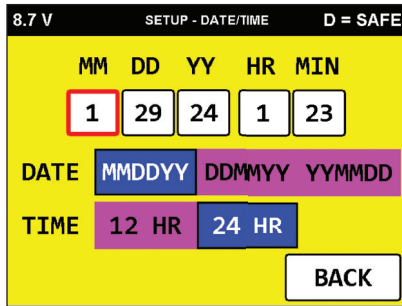 8.7 V SETUP - DATE/TIME D = SAFE
MM DD YY HR MIN
1 29 24 1 23
DATE MMDDYY DDMMYY YYMMDD
TIME 12 HR 24 HR
BACK